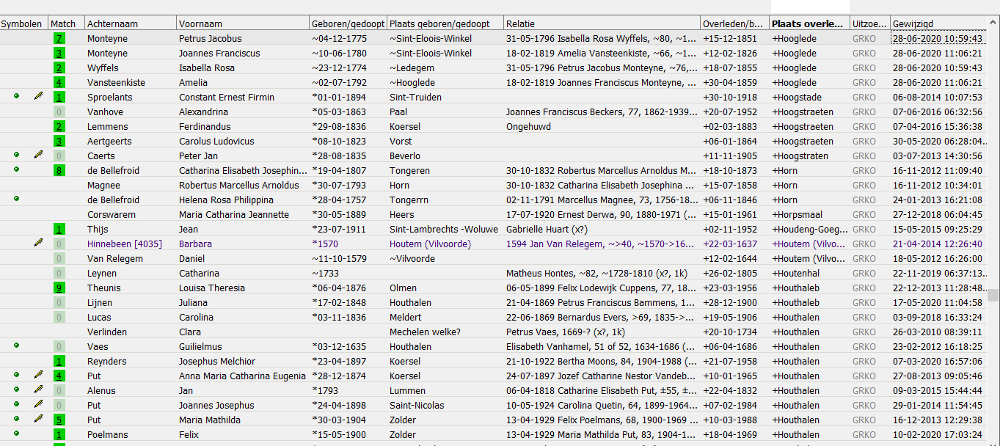 Symbolen Match Achternaam Voornaam Geboren/gedoopt Plaats geboren/gedoopt Relatie Overleden/b... Plaats overle... Uitzoe... Gewijzigd
7 Monteyne Petrus Jacobus ~04-12-1775 ~Sint-Eloois-Winkel 31-05-1796 Isabella Rosa Wyffels, ~80, ~1... +15-12-1851 +Hooglede GRKO 28-06-2020 10:59:43
3 Monteyne Joannes Franciscus ~10-06-1780 ~Sint-Eloois-Winkel 18-02-1819 Amelia Vansteenkiste, ~66, ~1... +12-02-1826 +Hooglede GRKO 28-06-2020 11:06:21
2 Wyffels Isabella Rosa ~23-12-1774 ~Ledegem 31-05-1796 Petrus Jacobus Monteyne, ~76,... +18-07-1855 +Hooglede GRKO 28-06-2020 10:59:43
4 Vansteenkiste Amelia ~02-07-1792 ~Hooglede 18-02-1819 Joannes Franciscus Monteyne, ... +30-04-1859 +Hooglede GRKO 28-06-2020 11:06:21
1 Sproelants Constant Ernest Firmin *01-01-1894 Sint-Truiden +30-10-1918 +Hoogstade GRKO 06-08-2014 10:07:53
0 Vanhove Alexandrina *05-03-1863 Paal Joannes Franciscus Beckers, 77, 1862-1939... +20-07-1952 +Hoogstraeten GRKO 07-06-2016 06:32:56
2 Lemmens Ferdinandus *29-08-1836 Koersel Ongehuwd +02-03-1883 +Hoogstraeten GRKO 07-04-2016 15:36:38
3 Aertgeerts Carolus Ludovicus *08-10-1823 Vorst +06-01-1864 +Hoogstraeten GRKO 30-05-2020 06:28:04...
0 Caerts Peter Jan *28-08-1835 Beverlo +11-11-1905 +Hoogstraten GRKO 03-07-2013 14:30:56
8 de Bellefroid Catharina Elisabeth Josephin... *19-04-1807 Tongeren 30-10-1832 Robertus Marcellus Arnoldus M... +18-10-1873 +Horn GRKO 16-11-2012 11:09:40
Magnee Robertus Marcellus Arnoldus *30-07-1793 Horn 30-10-1832 Catharina Elisabeth Josephina ... +15-07-1858 +Horn GRKO 16-11-2012 10:34:01
de Bellefroid Helena Rosa Philippina *28-04-1757 Tongerrn 02-11-1791 Marcellus Magnee, 73, 1756-18... +06-11-1846 +Horn GRKO 24-01-2013 16:21:08
Corswarem Maria Catharina Jeannette *30-05-1889 Heers 17-07-1920 Ernest Derwa, 90, 1880-1971 (... +15-01-1961 +Horpsmaal GRKO 27-12-2018 06:04:45
1 Thijs Jean *23-07-1911 Sint-Lambrechts -Woluwe Gabrielle Huart (x?) +02-11-1952 +Houdeng-Goeg... GRKO 15-05-2015 09:25:29
0 Hinnebeen [4035] Barbara *1570 Houtem (Vilvoorde) 1594 Jan Van Relegem, ~>40, ~1570->16... +22-03-1637 +Houtem (Vilvo... GRKO 21-04-2014 12:26:40
0 Van Relegem Daniel ~11-10-1579 ~Vilvoorde +12-02-1644 +Houtem (Vilvo... GRKO 18-05-2012 16:26:00
0 Leynen Catharina ~1733 Matheus Hontes, ~82, ~1728-1810 (x?, 1k) +26-02-1805 +Houtenhal GRKO 22-11-2019 06:37:13...
9 Theunis Louisa Theresia *06-04-1876 Olmen 06-05-1899 Felix Lodewijk Cuppens, 77, 18... +23-03-1956 +Houthaleb GRKO 22-12-2013 11:28:48...
0 Lijnen Juliana *17-02-1848 Houthalen 21-04-1869 Petrus Franciscus Bammens, 1... +28-12-1900 +Houthalen GRKO 17-05-2020 11:04:58
0 Lucas Carolina *03-11-1836 Meldert 22-06-1869 Bernardus Evers, >69, 1835->... +19-05-1906 +Houthalen GRKO 03-09-2018 16:33:24
Verlinden Clara Mechelen welke? Petrus Vaes, 1669-? (x?, 1k) +20-10-1734 +Houthalen GRKO 26-03-2010 08:39:11
0 Vaes Guilielmus *03-12-1635 Houthalen Elisabeth Vanhamel, 51 of 52, 1634-1686 (... +06-04-1686 +Houthalen GRKO 23-02-2012 16:18:25
1 Reynders Josephus Melchior *23-04-1897 Koersel 21-10-1922 Bertha Moons, 84, 1904-1988 (... +21-07-1958 +Houthalen GRKO 07-03-2020 16:57:06
4 Put Anna Maria Catharina Eugenia *28-12-1874 Koersel 24-07-1897 Jozef Catharine Nestor Vandeb... +10-01-1965 +Houthalen GRKO 27-08-2013 09:05:46
0 Alenus Jan *1793 Lummen 06-04-1818 Catharine Elisabeth Put, ±55, ±... +22-04-1832 +Houthalen GRKO 09-03-2015 15:44:44
0 Put Joannes Josephus *24-04-1898 Saint-Nicolas 10-05-1924 Carolina Quetin, 64, 1899-1964... +07-02-1984 +Houthalen GRKO 29-01-2014 11:54:45
5 Put Maria Mathilda *30-03-1904 Zolder 13-04-1929 Felix Poelmans, 68, 1900-1969 ... +10-03-1988 +Houthalen GRKO 16-12-2013 12:29:38
1 Poelmans Felix *15-05-1900 Zolder 13-04-1929 Maria Mathilda Put, 83, 1904-1... +18-04-1969 +Houthalen GRKO 10-02-2020 17:03:24